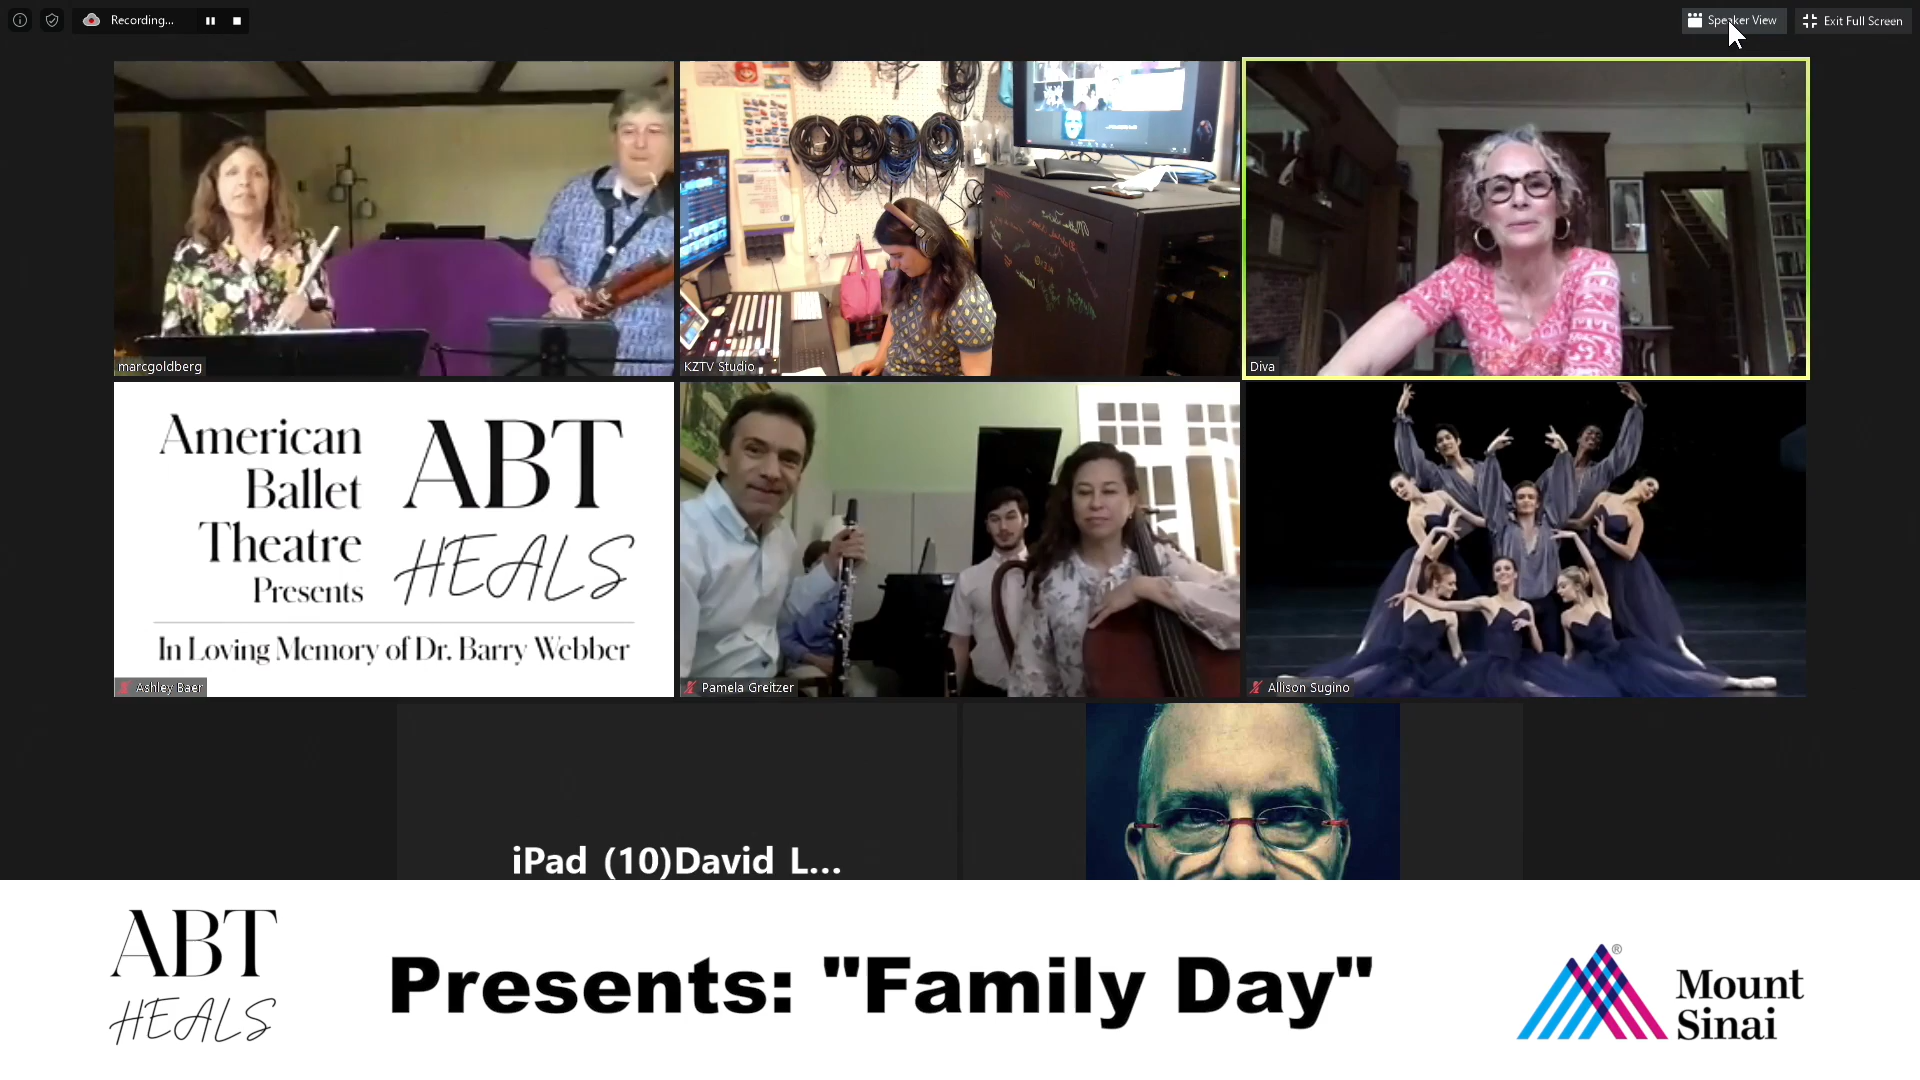 Recording...
Speaker View
Exit Full Screen
marcgoldberg
KZTV Studio
Diva
American
Ballet
Theatre
Presents
ABT
HEALS
In Loving Memory of Dr. Barry Webber
Ashley Baer
Pamela Greitzer
Allison Sugino
iPad (10)David L...
ABT
HEALS
Presents: "Family Day"
®
Mount
Sinai